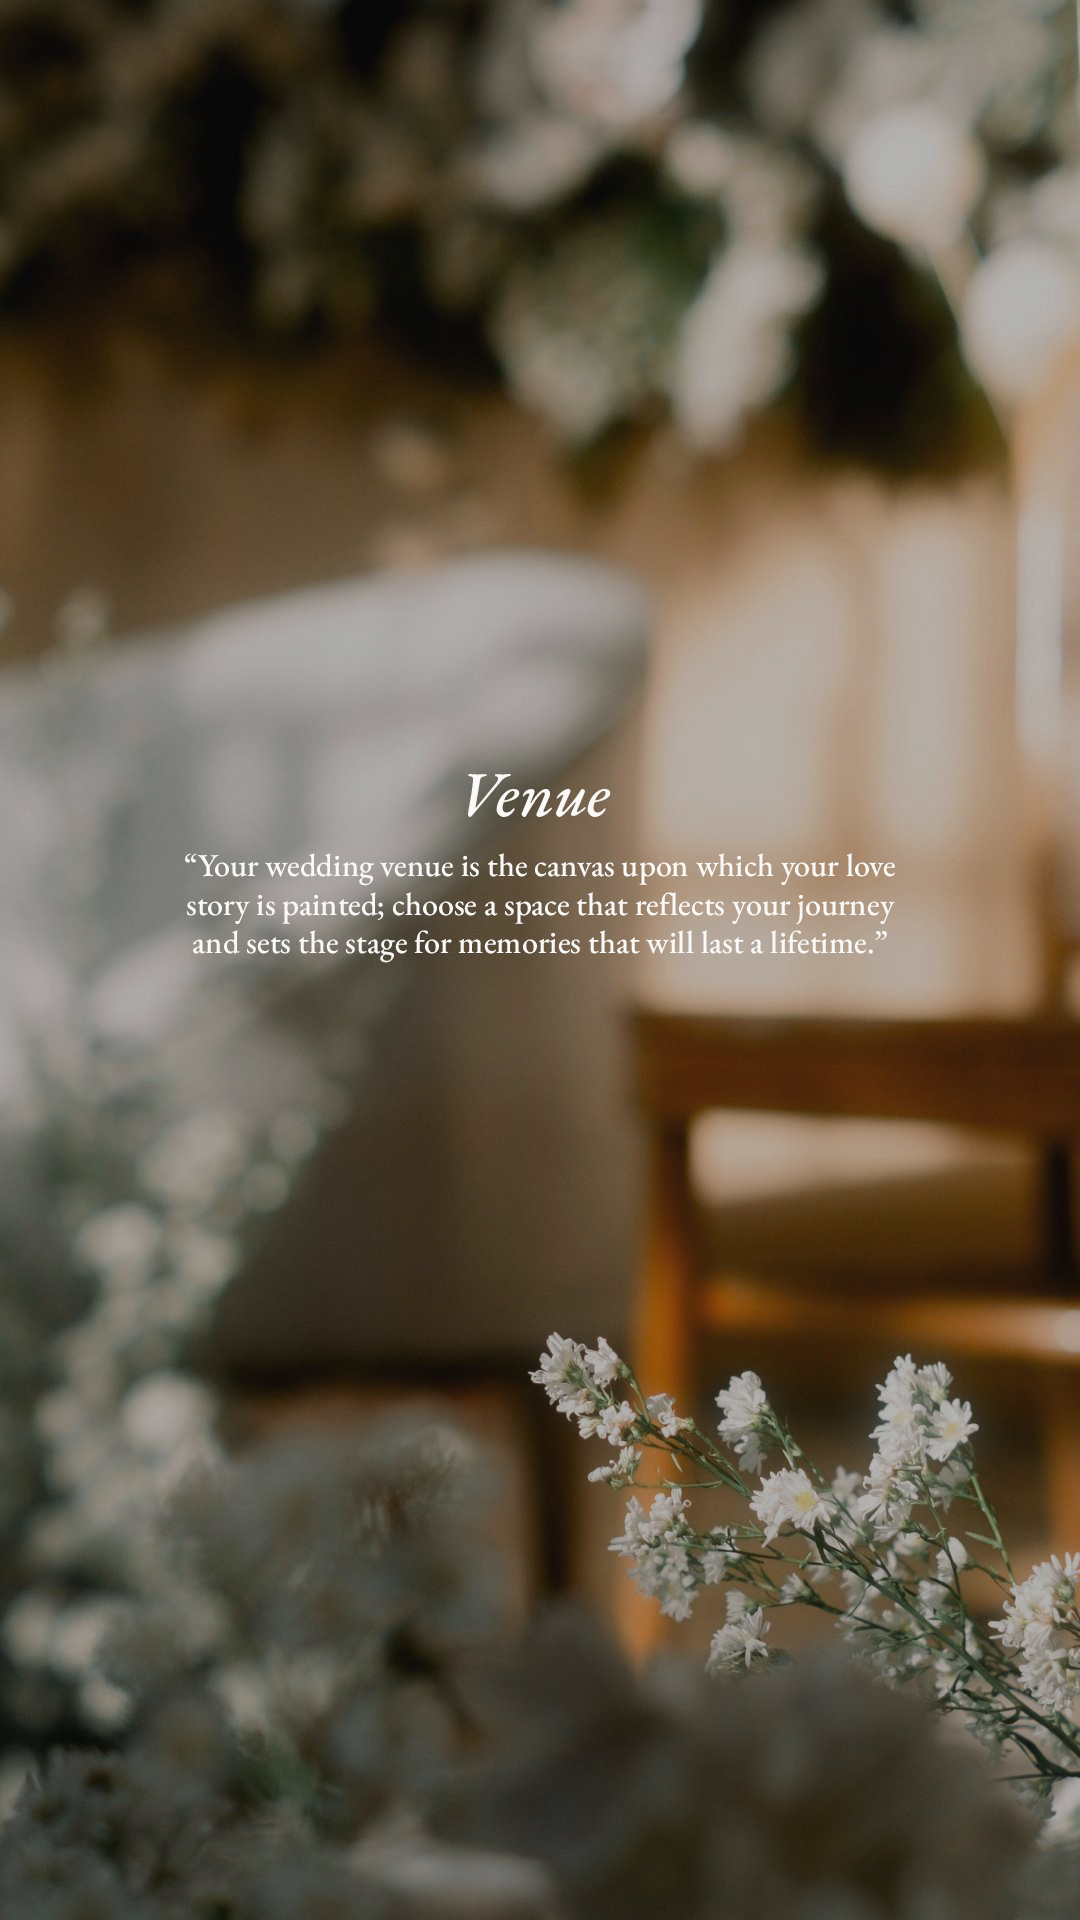 Venue
“Your wedding venue is the canvas upon which your love
story is painted; choose a space that reflects your journey
and sets the stage for memories that will last a lifetime.”